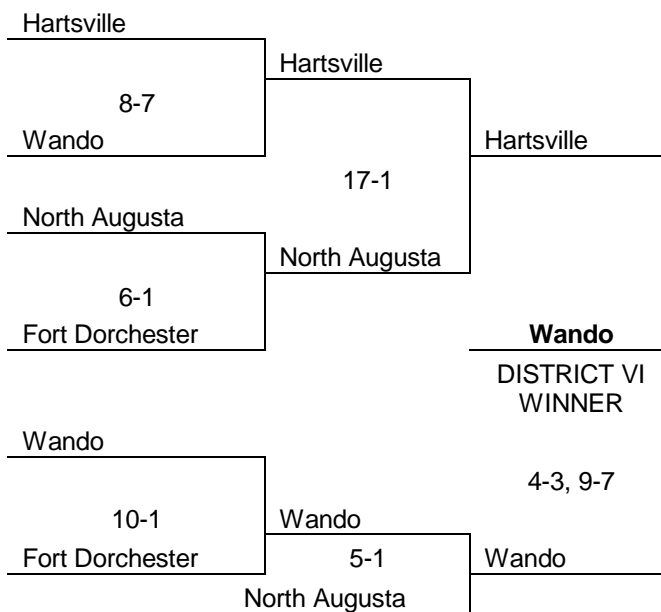 Hartsville
Hartsville
8-7
Wando
Hartsville
17-1
North Augusta
North Augusta
6-1
Fort Dorchester
Wando
DISTRICT VI
WINNER
Wando
4-3, 9-7
10-1
Wando
Fort Dorchester
5-1
Wando
North Augusta